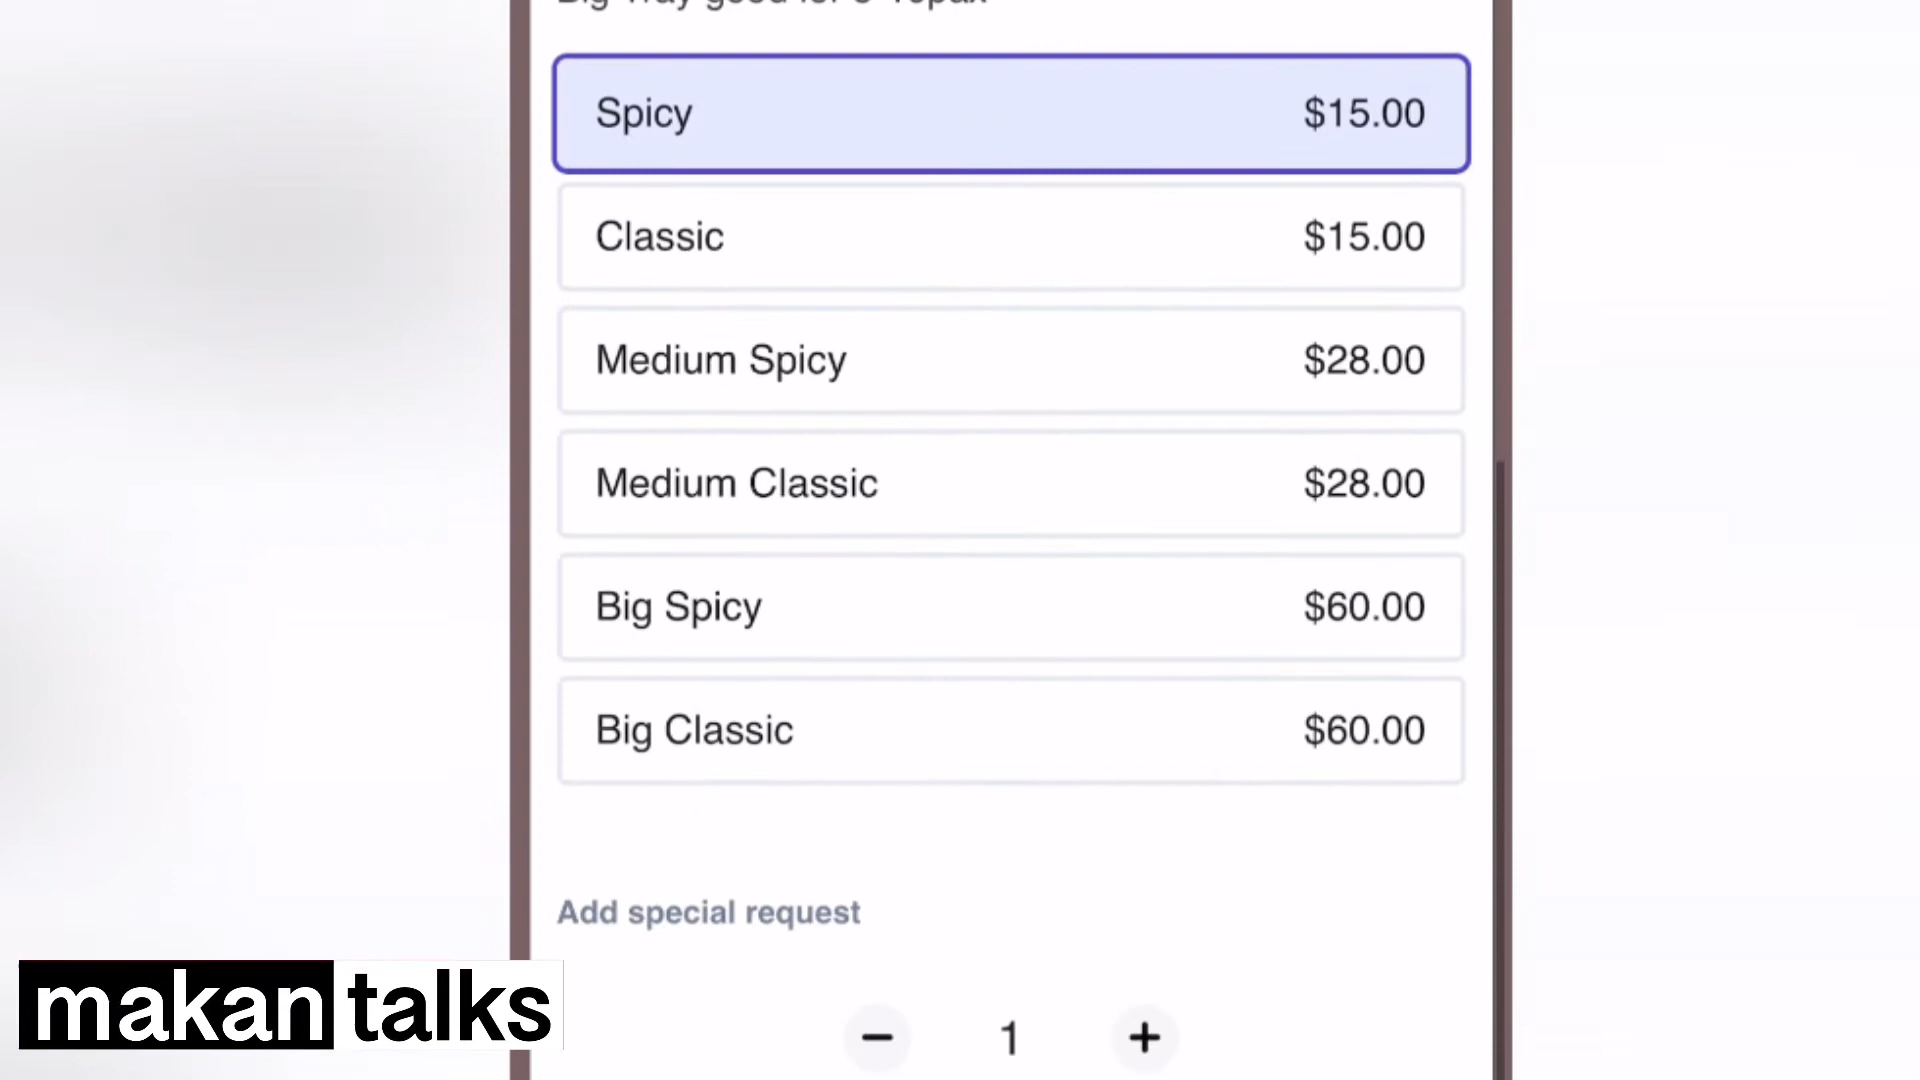 Spicy $15.00
Classic $15.00
Medium Spicy $28.00
Medium Classic $28.00
Big Spicy $60.00
Big Classic $60.00
Add special request
− 1 +
makan talks